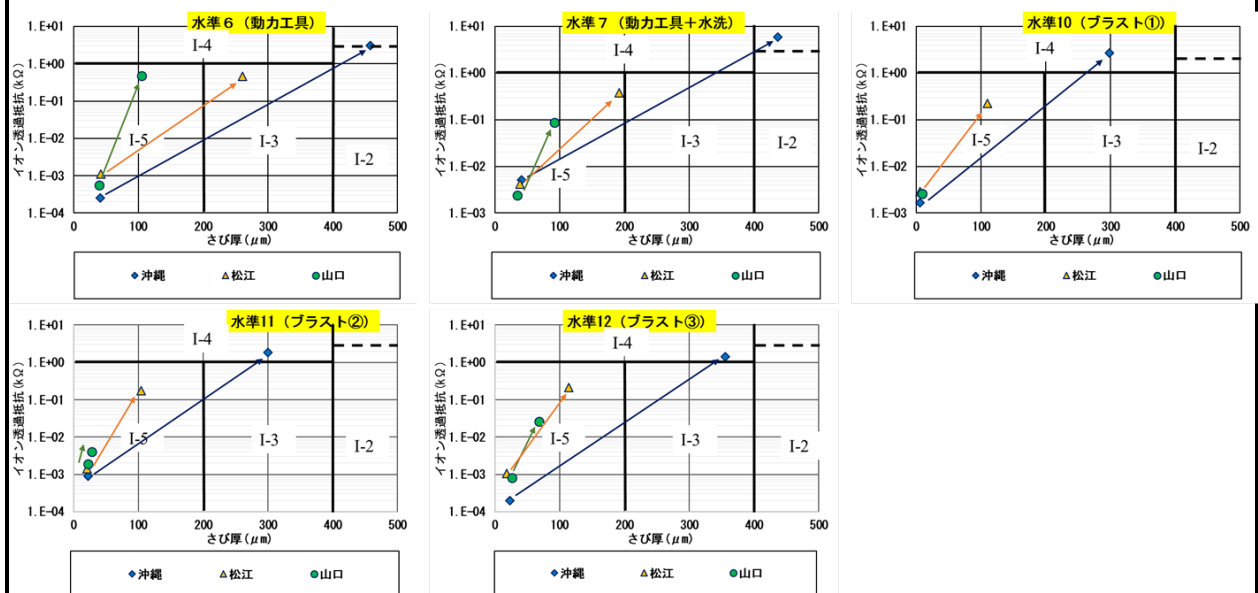 水準6（動力工具）
1.E+01
1.E+00
1.E-01
1.E-02
1.E-03
1.E-04
イオン透過抵抗(kΩ)
I-4
I-5
I-3
I-2
0 100 200 300 400 500
さび厚(μm)
沖縄 松江 山口
水準7（動力工具＋水洗）
1.E+01
1.E+00
1.E-01
1.E-02
1.E-03
イオン透過抵抗(kΩ)
I-4
I-5
I-3
I-2
0 100 200 300 400 500
さび厚(μm)
沖縄 松江 山口
水準10（ブラスト①）
1.E+01
1.E+00
1.E-01
1.E-02
1.E-03
イオン透過抵抗(kΩ)
I-4
I-5
I-3
I-2
0 100 200 300 400 500
さび厚(μm)
沖縄 松江 山口
水準11（ブラスト②）
1.E+01
1.E+00
1.E-01
1.E-02
1.E-03
1.E-04
イオン透過抵抗(kΩ)
I-4
I-5
I-3
I-2
0 100 200 300 400 500
さび厚(μm)
沖縄 松江 山口
水準12（ブラスト③）
1.E+01
1.E+00
1.E-01
1.E-02
1.E-03
1.E-04
イオン透過抵抗(kΩ)
I-4
I-5
I-3
I-2
0 100 200 300 400 500
さび厚(μm)
沖縄 松江 山口